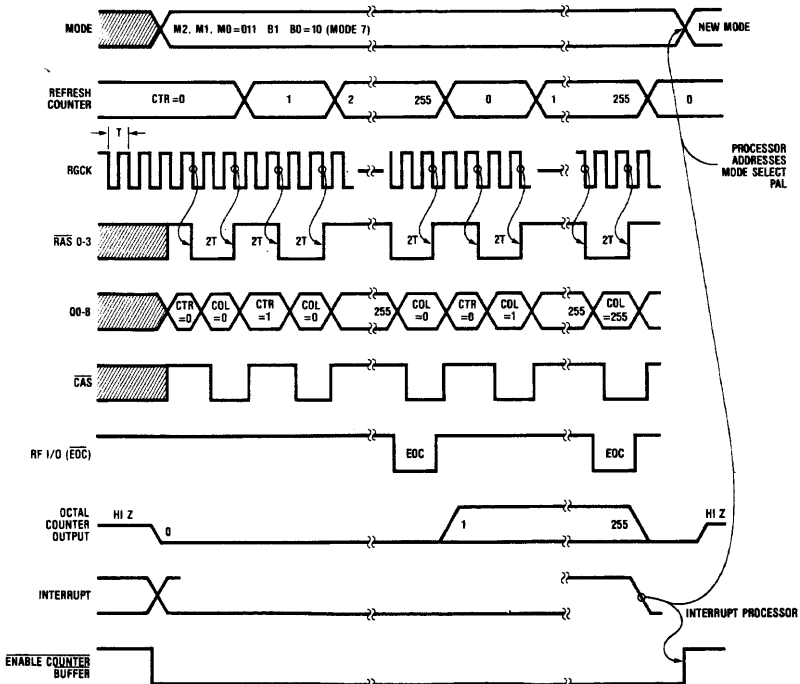 MODE M2, M1, M0=011 B1 B0=10 (MODE 7) NEW MODE
REFRESH COUNTER CTR =0 1 2 255 0 1 255 0
T
RGCK
PROCESSOR ADDRESSES MODE SELECT PAL
RAS 0-3 2T 2T 2T 2T 2T 2T
Q0-8 CTR =0 COL =0 CTR =1 COL =0 255 COL =0 CTR =0 COL =1 255 COL =255
CAS
RF I/O (EOC) EOC EOC
OCTAL COUNTER OUTPUT HI Z 0 1 255 HI Z
INTERRUPT INTERRUPT PROCESSOR
ENABLE COUNTER BUFFER